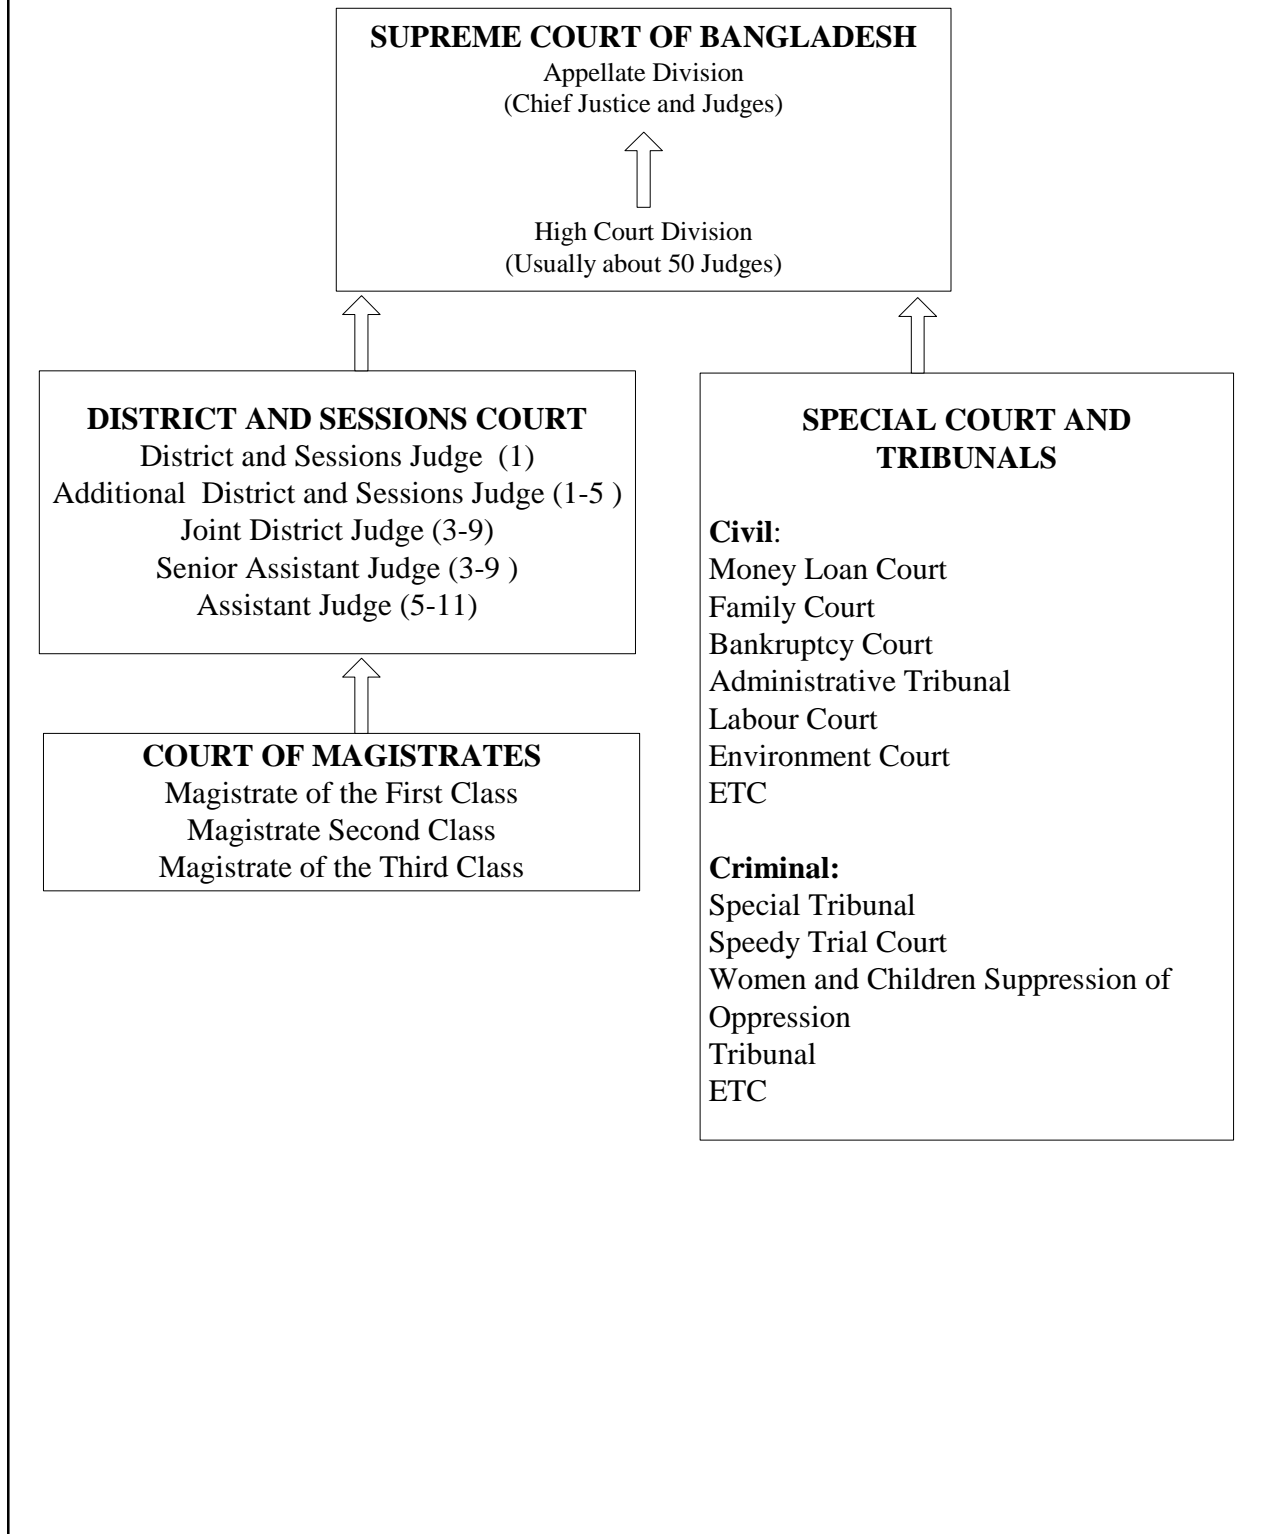 SUPREME COURT OF BANGLADESH
Appellate Division
(Chief Justice and Judges)
High Court Division
(Usually about 50 Judges)
DISTRICT AND SESSIONS COURT
District and Sessions Judge  (1)
Additional  District and Sessions Judge (1-5 )
Joint District Judge (3-9)
Senior Assistant Judge (3-9 )
Assistant Judge (5-11)
COURT OF MAGISTRATES
Magistrate of the First Class
Magistrate Second Class
Magistrate of the Third Class
SPECIAL COURT AND
TRIBUNALS
Civil:
Money Loan Court
Family Court
Bankruptcy Court
Administrative Tribunal
Labour Court
Environment Court
ETC
Criminal:
Special Tribunal
Speedy Trial Court
Women and Children Suppression of
Oppression
Tribunal
ETC